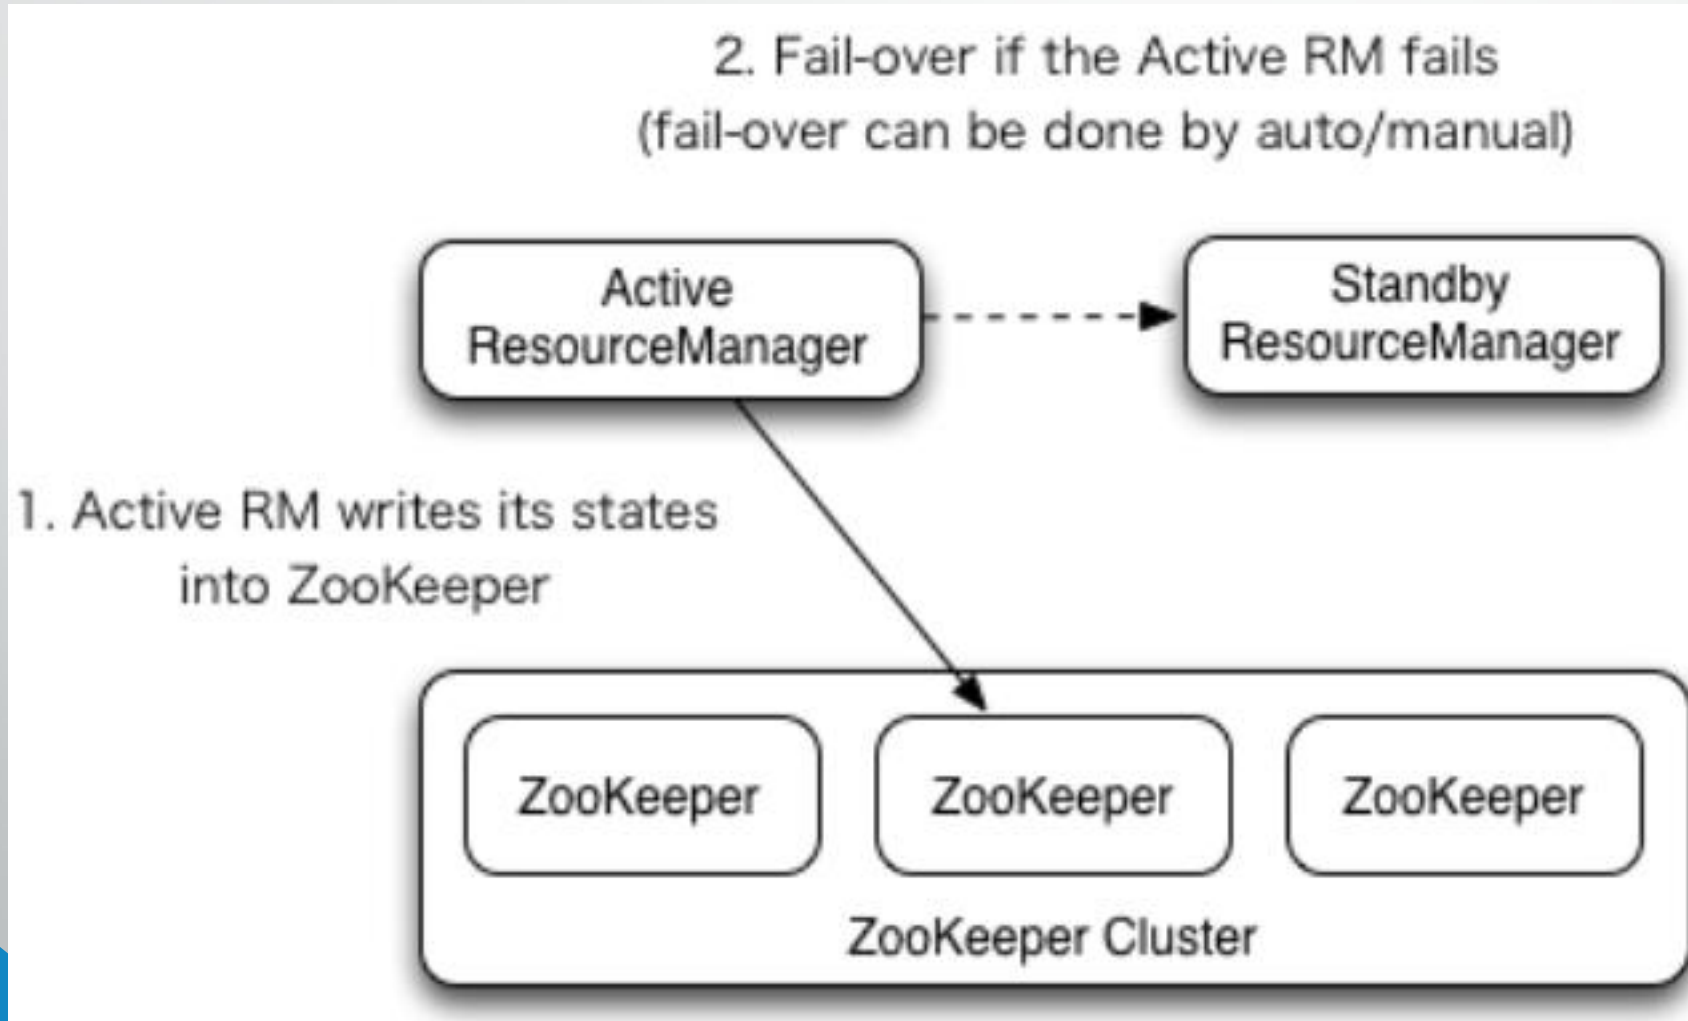 2. Fail-over if the Active RM fails
(fail-over can be done by auto/manual)
Active
ResourceManager
Standby
ResourceManager
1. Active RM writes its states
into ZooKeeper
ZooKeeper
ZooKeeper
ZooKeeper
ZooKeeper Cluster